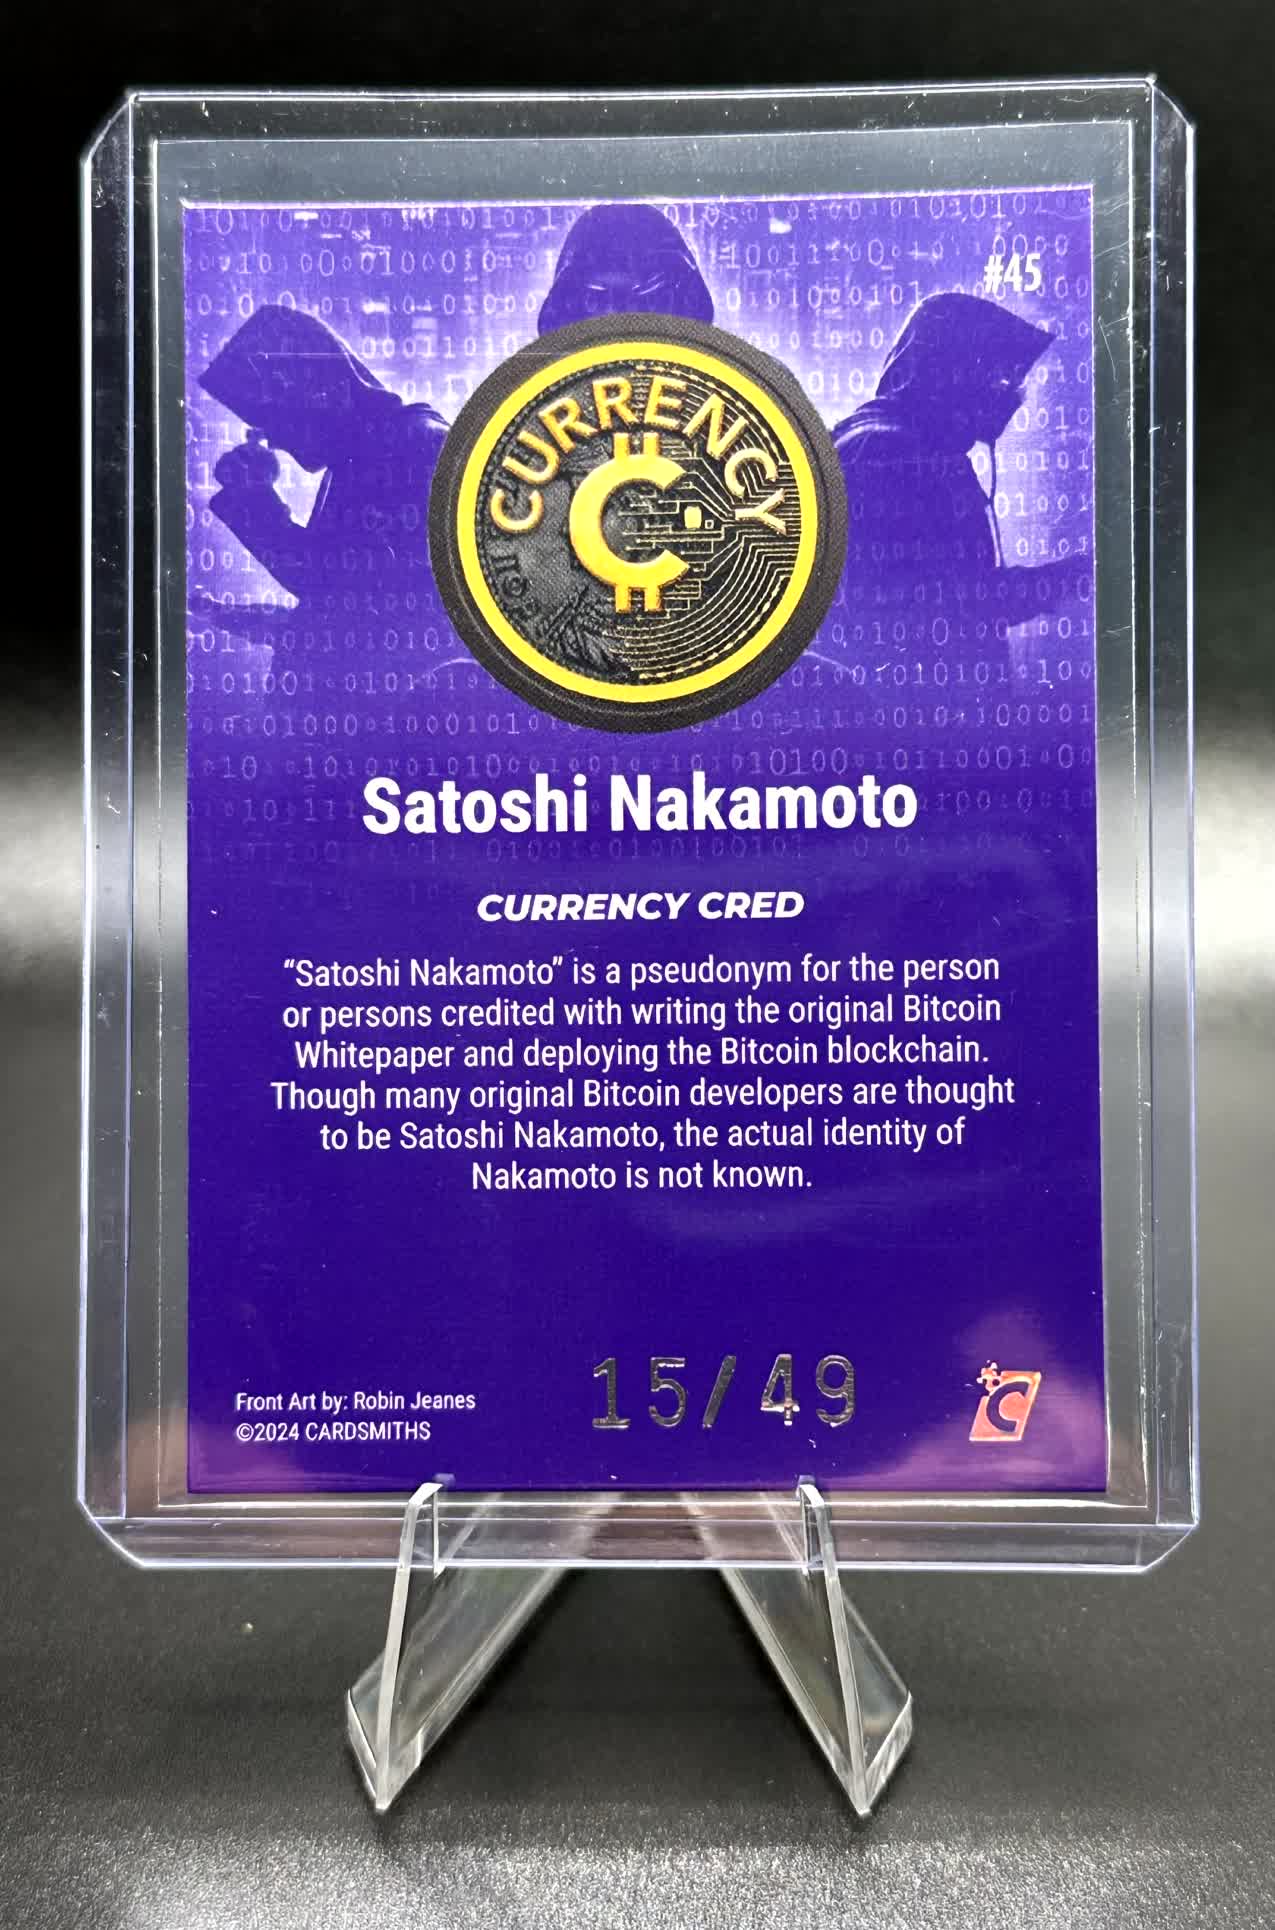 #45
CURRENCY
Satoshi Nakamoto
CURRENCY CRED
“Satoshi Nakamoto” is a pseudonym for the person
or persons credited with writing the original Bitcoin
Whitepaper and deploying the Bitcoin blockchain.
Though many original Bitcoin developers are thought
to be Satoshi Nakamoto, the actual identity of
Nakamoto is not known.
15/49
Front Art by: Robin Jeanes
©2024 CARDSMITHS